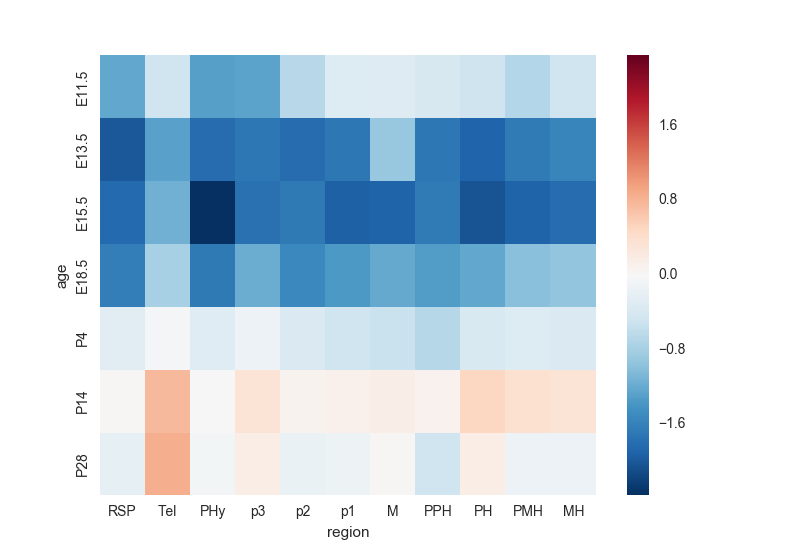 age
E11.5
E13.5
E15.5
E18.5
P4
P14
P28
RSP Tel PHy p3 p2 p1 M PPH PH PMH MH
region
1.6
0.8
0.0
−0.8
−1.6